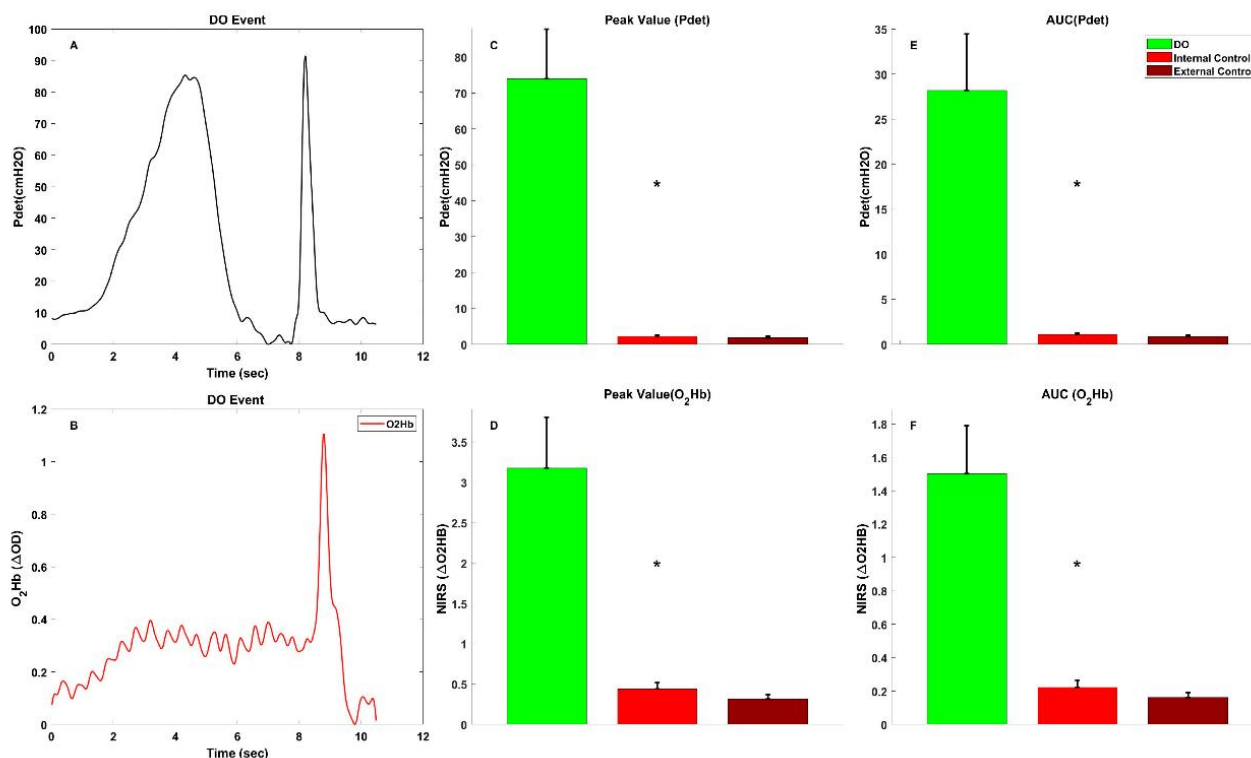 DO Event
A
Pdet(cmH2O)
100
90
80
70
60
50
40
30
20
10
0
0 2 4 6 8 10 12
Time (sec)
Peak Value (Pdet)
C
Pdet(cmH2O)
80
70
60
50
40
30
20
10
0
*
AUC(Pdet)
E
Pdet(cmH2O)
35
30
25
20
15
10
5
0
*
DO
Internal Control
External Control
DO Event
B
O2Hb
O₂Hb (△OD)
1.2
1
0.8
0.6
0.4
0.2
0
0 2 4 6 8 10 12
Time (sec)
Peak Value(O₂Hb)
D
NIRS (△O2HB)
3.5
3
2.5
2
1.5
1
0.5
0
*
AUC (O₂Hb)
F
NIRS (△O2HB)
1.8
1.6
1.4
1.2
1
0.8
0.6
0.4
0.2
0
*